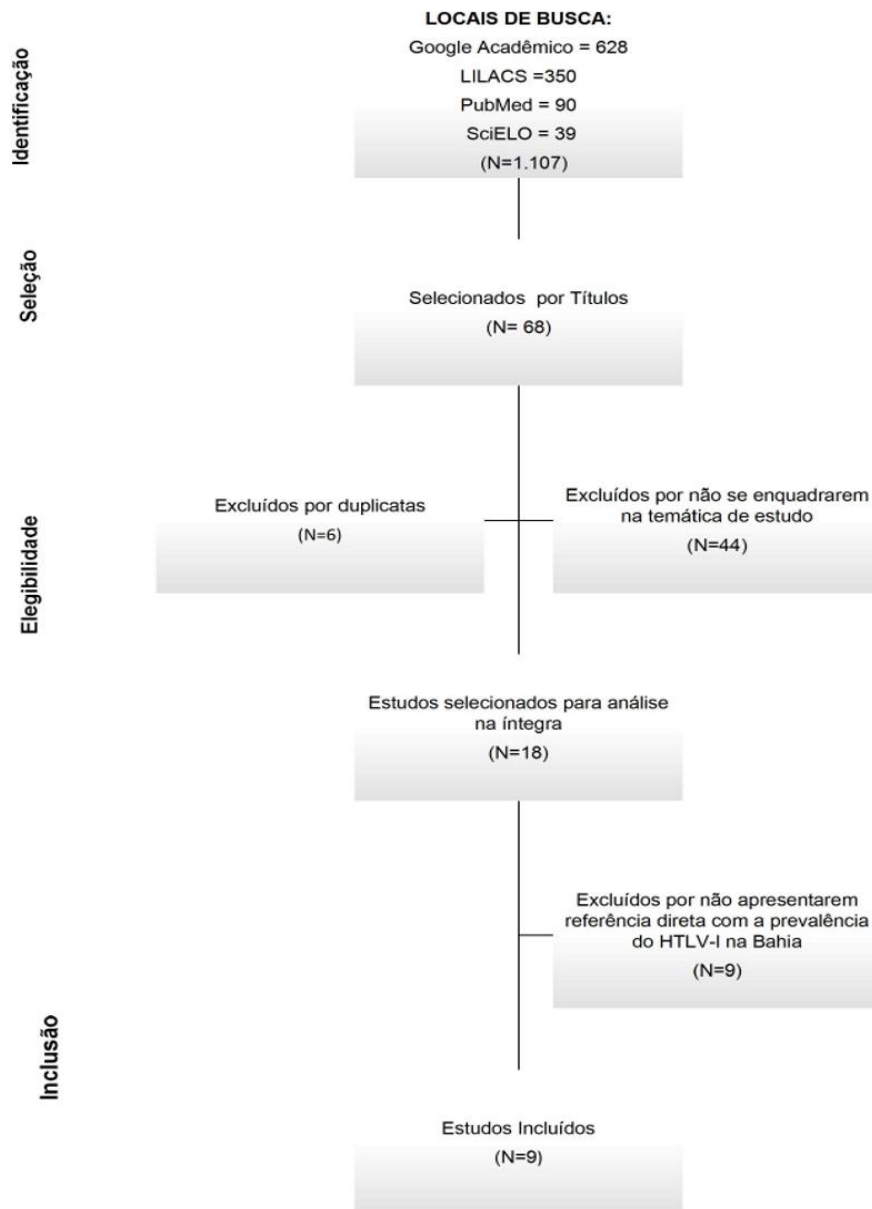 LOCAIS DE BUSCA:
Google Acadêmico = 628
LILACS =350
PubMed = 90
SciELO = 39
(N=1.107)
Identificação
Selecionados por Títulos
(N= 68)
Seleção
Excluídos por duplicatas
(N=6)
Excluídos por não se enquadrarem
na temática de estudo
(N=44)
Elegibilidade
Estudos selecionados para análise
na íntegra
(N=18)
Excluídos por não apresentarem
referência direta com a prevalência
do HTLV-I na Bahia
(N=9)
Inclusão
Estudos Incluídos
(N=9)